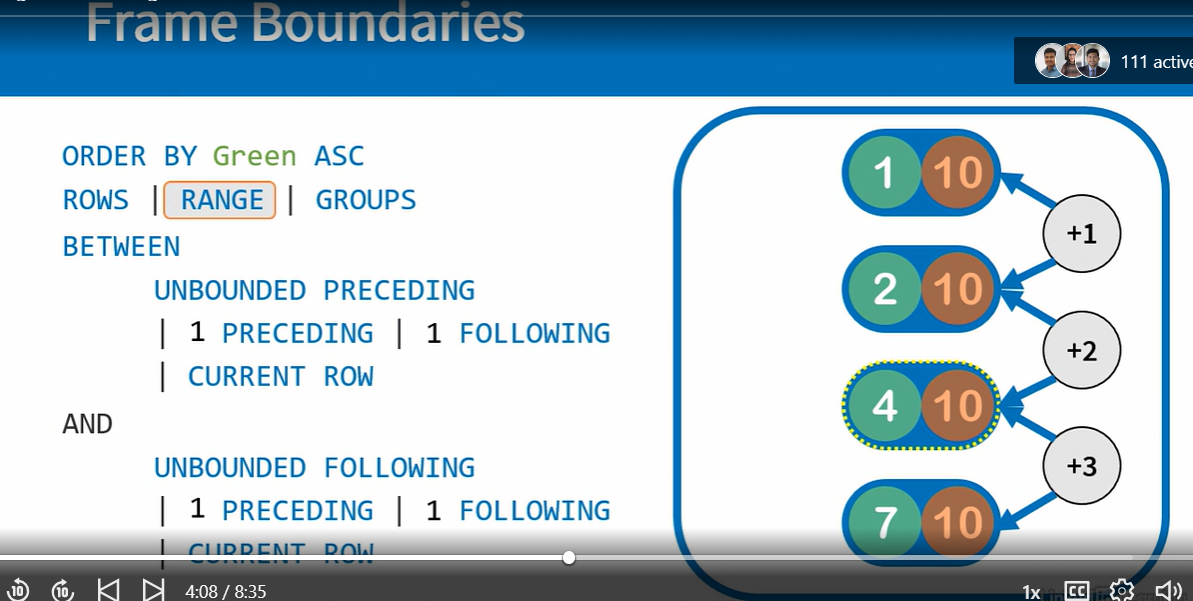 Frame Boundaries
111 active
ORDER BY Green ASC
ROWS | RANGE | GROUPS
BETWEEN
UNBOUNDED PRECEDING
| 1 PRECEDING | 1 FOLLOWING
| CURRENT ROW
AND
UNBOUNDED FOLLOWING
| 1 PRECEDING | 1 FOLLOWING
| CURRENT ROW
1 10
+1
2 10
+2
4 10
+3
7 10
10
10
4:08 / 8:35
1x
CC